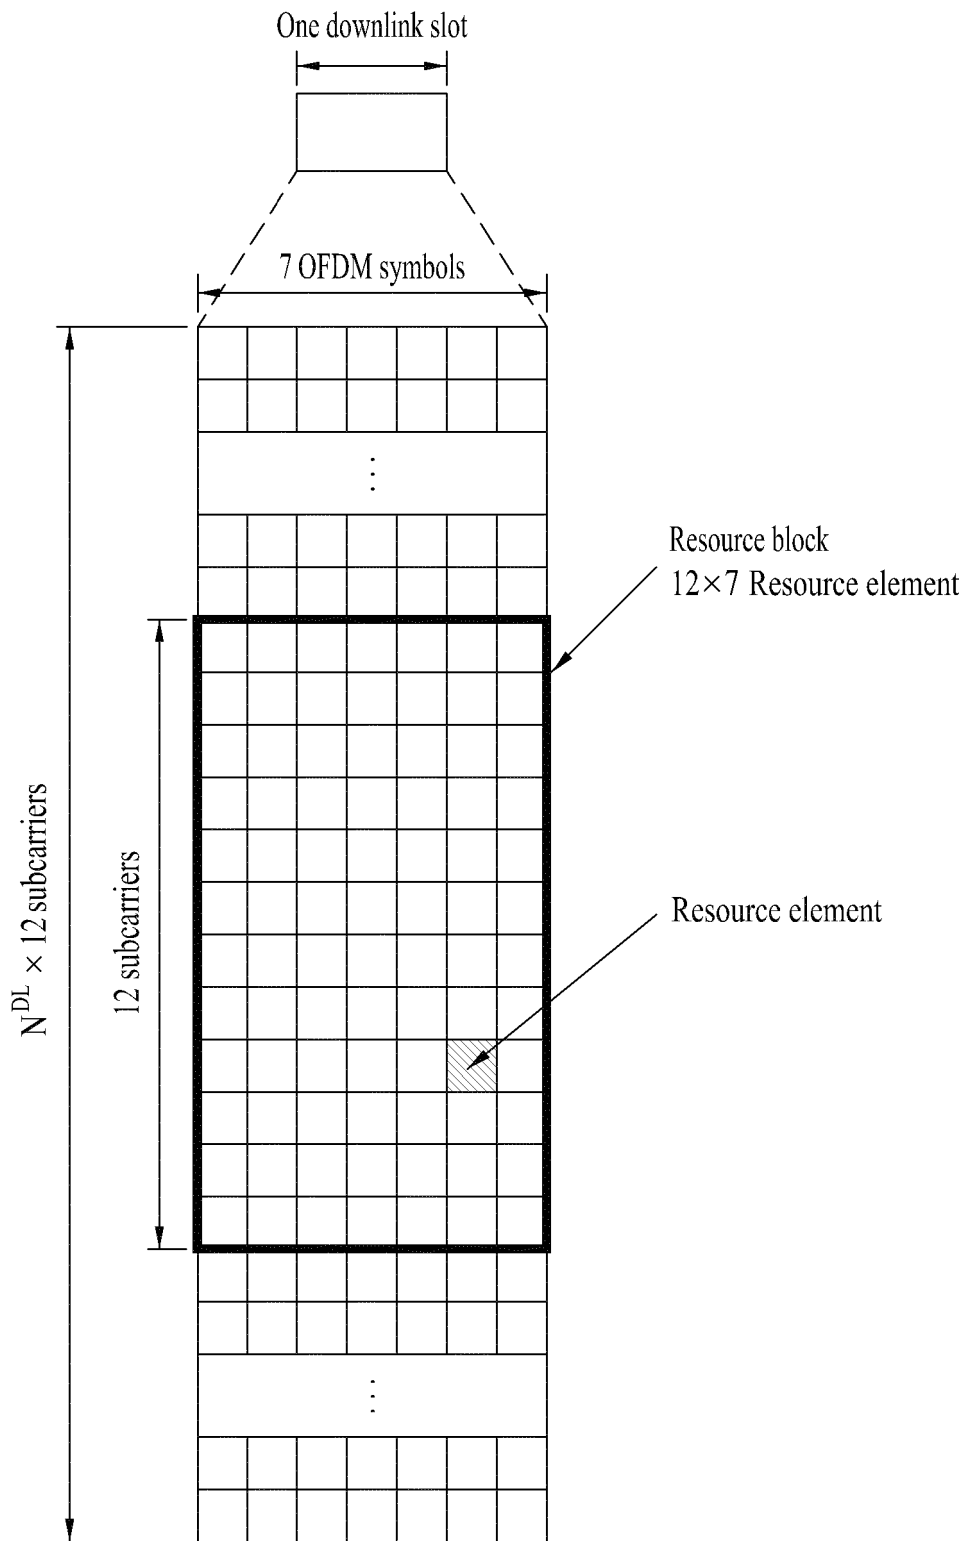 One downlink slot
7 OFDM symbols
⋮
Resource block
12×7 Resource element
N^DL × 12 subcarriers
12 subcarriers
Resource element
⋮